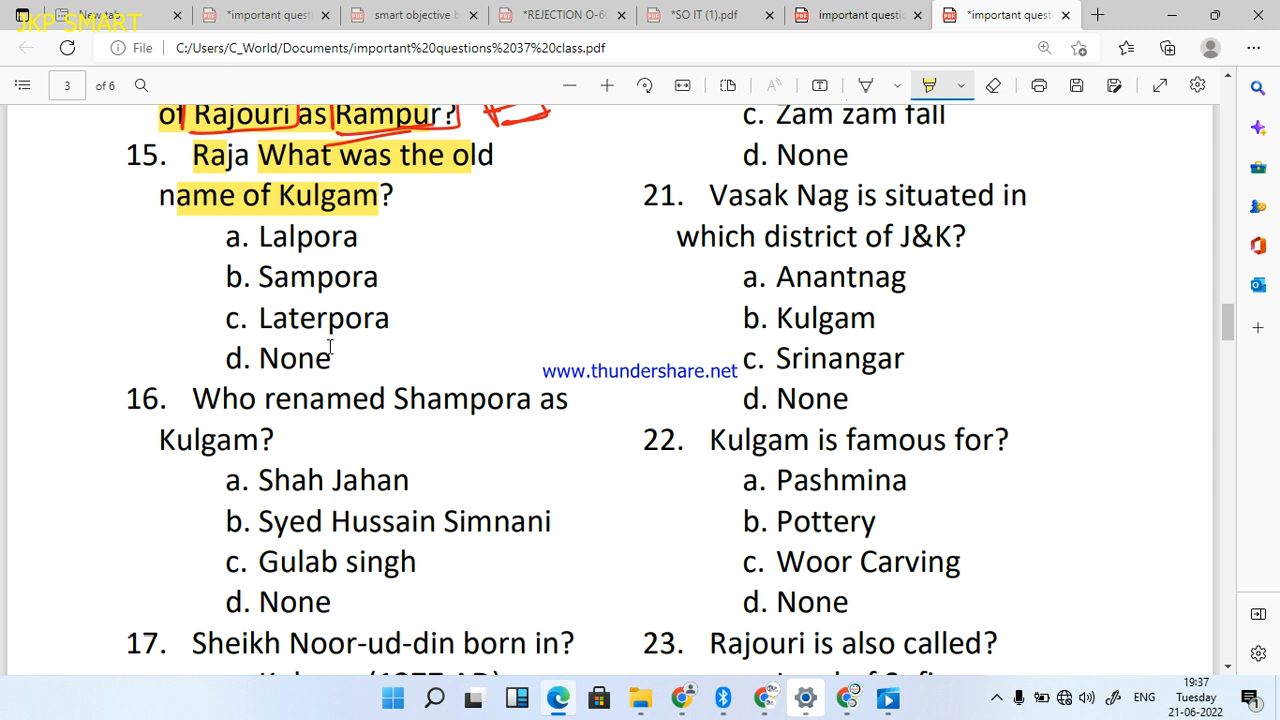 JKP SMART
New tab
*important quest
smart objective b
*REJECTION O-60
*SO IT (1).pdf
important questio
*important quest
File
C:/Users/C_World/Documents/important%20questions%2037%20class.pdf
3 of 6
of Rajouri as Rampur?
15. Raja What was the old
name of Kulgam?
a. Lalpora
b. Sampora
c. Laterpora
d. None
16. Who renamed Shampora as
Kulgam?
a. Shah Jahan
b. Syed Hussain Simnani
c. Gulab singh
d. None
17. Sheikh Noor-ud-din born in?
c. Zam zam fall
d. None
21. Vasak Nag is situated in
which district of J&K?
a. Anantnag
b. Kulgam
c. Srinangar
d. None
22. Kulgam is famous for?
a. Pashmina
b. Pottery
c. Woor Carving
d. None
23. Rajouri is also called?
www.thundershare.net
ENG
19:37
Tuesday
21-06-2022